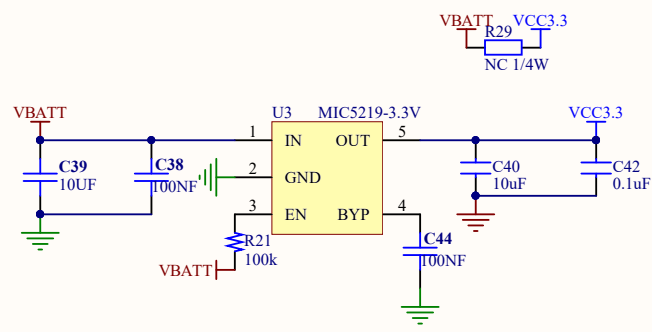 VBATT
R29
VCC3.3
NC 1/4W
VBATT
U3
MIC5219-3.3V
VCC3.3
1
IN
OUT
5
C39
10UF
C38
100NF
2
GND
C40
10uF
C42
0.1uF
3
EN
BYP
4
R21
100k
VBATT
C44
100NF